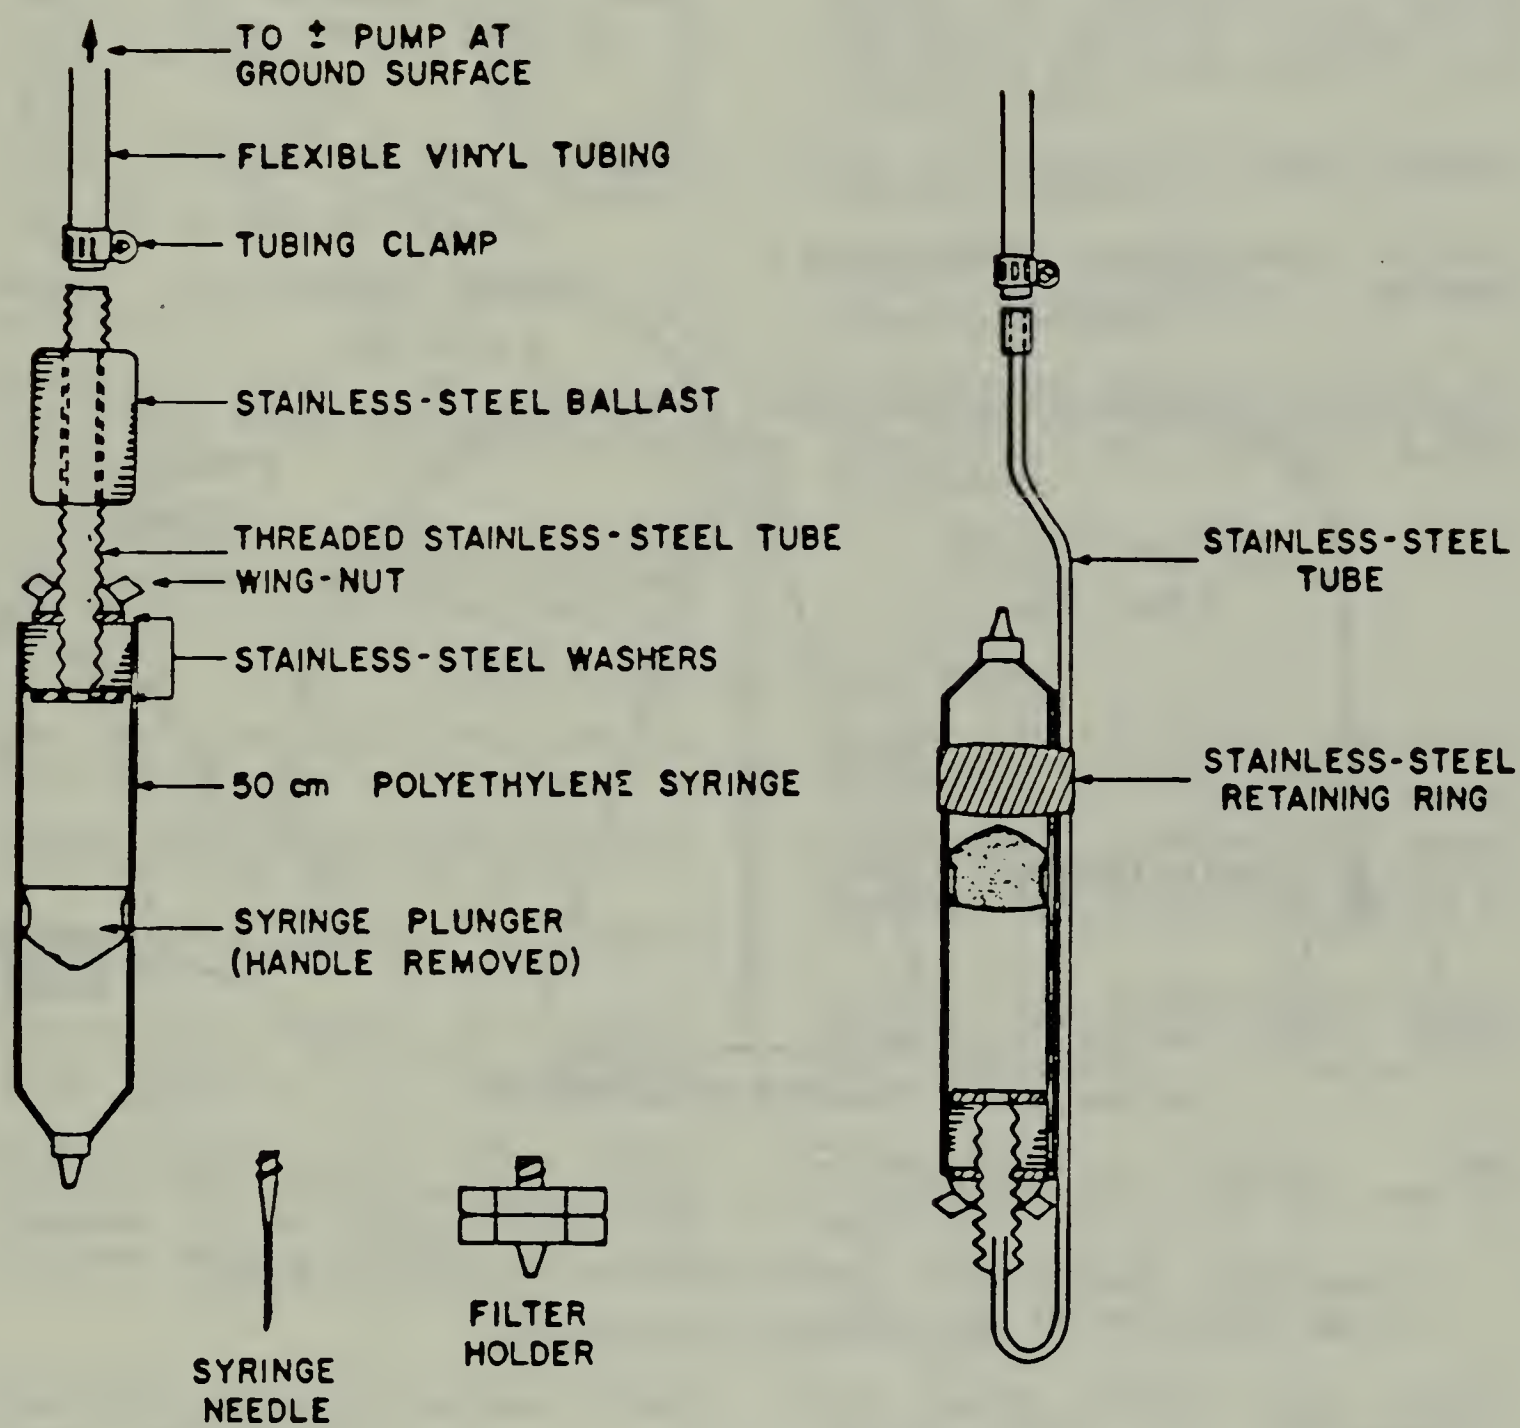 TO ± PUMP AT
GROUND SURFACE
FLEXIBLE VINYL TUBING
TUBING CLAMP
STAINLESS-STEEL BALLAST
THREADED STAINLESS-STEEL TUBE
WING-NUT
STAINLESS-STEEL WASHERS
50 cm POLYETHYLENE SYRINGE
SYRINGE PLUNGER
(HANDLE REMOVED)
SYRINGE
NEEDLE
FILTER
HOLDER
STAINLESS-STEEL
TUBE
STAINLESS-STEEL
RETAINING RING